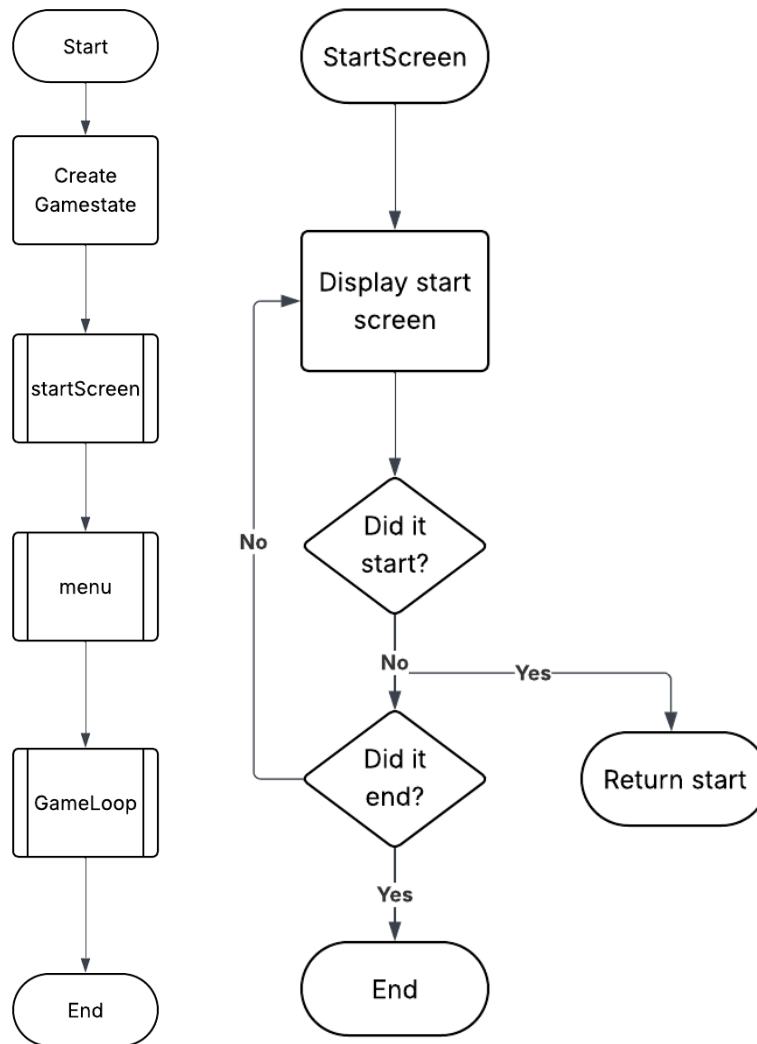 Start
Create
Gamestate
startScreen
menu
GameLoop
End
StartScreen
Display start
screen
Did it
start?
No
No
Yes
Did it
end?
Return start
Yes
End